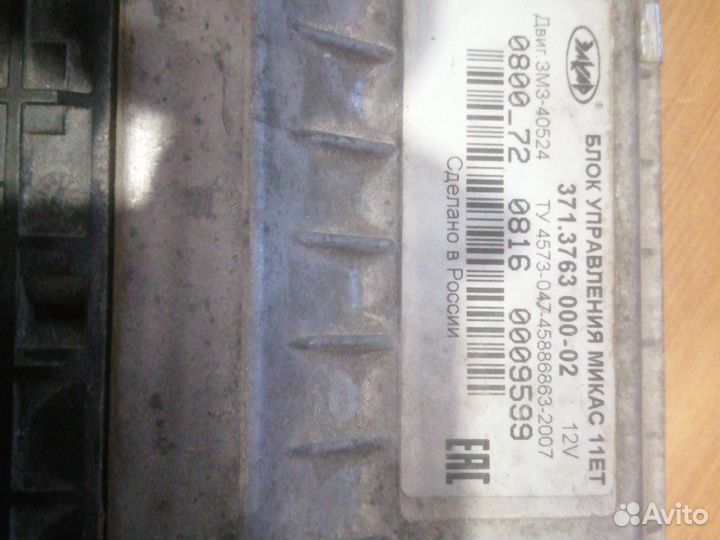 БЛОК УПРАВЛЕНИЯ МИКАС 11ЕТ
371.3763 000-02 12V
Двиг.ЗМЗ-40524 ТУ 4573-047-45886863-2007
0800_72 0816 0009599
Сделано в России
EAC
Avito